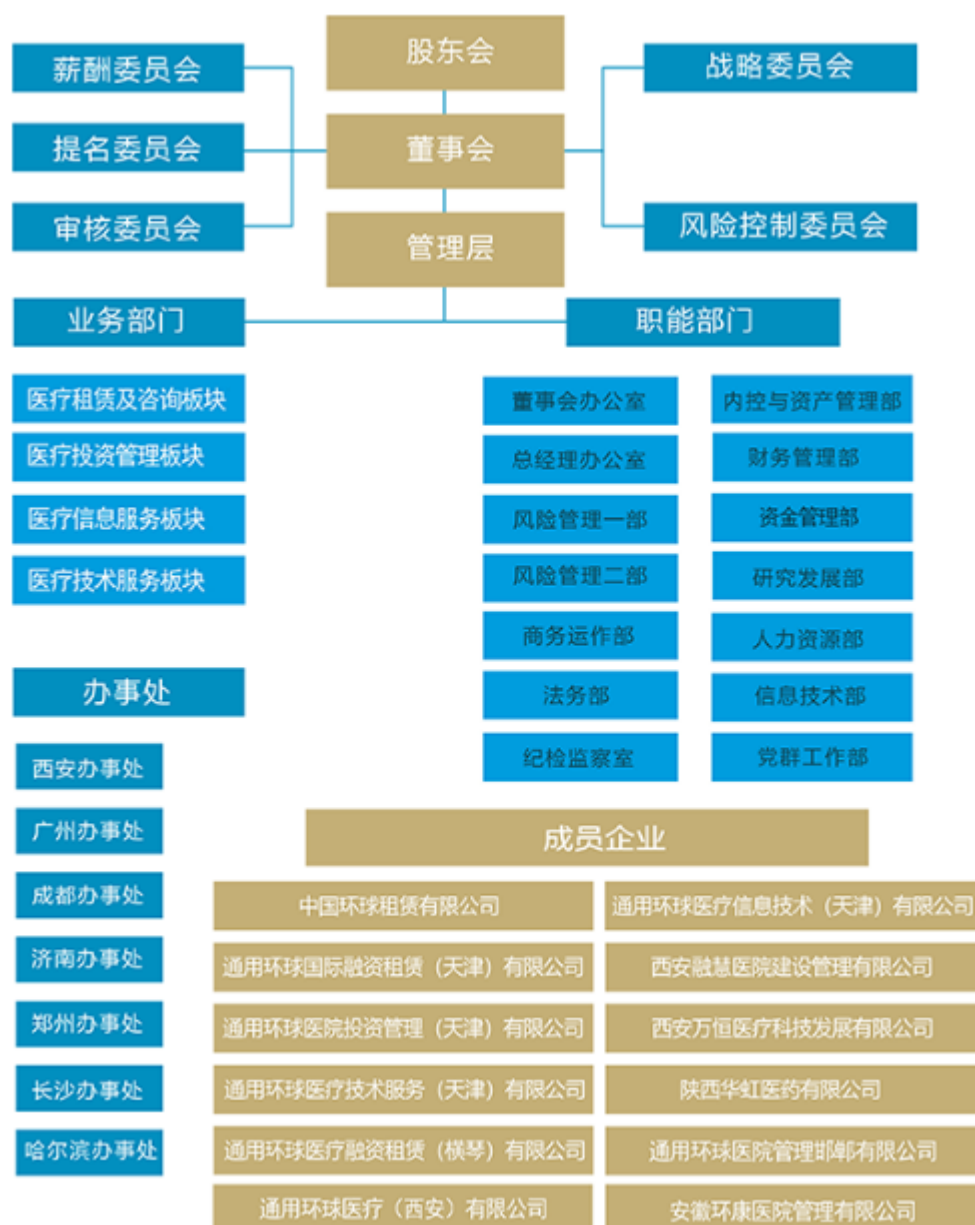 股东会
薪酬委员会
战略委员会
提名委员会
董事会
审核委员会
风险控制委员会
管理层
业务部门
职能部门
医疗租赁及咨询板块
医疗投资管理板块
医疗信息服务板块
医疗技术服务板块
董事会办公室
内控与资产管理部
总经理办公室
财务管理部
风险管理一部
资金管理部
风险管理二部
研究发展部
商务运作部
人力资源部
法务部
信息技术部
纪检监察室
党群工作部
办事处
西安办事处
广州办事处
成都办事处
济南办事处
郑州办事处
长沙办事处
哈尔滨办事处
成员企业
中国环球租赁有限公司
通用环球医疗信息技术（天津）有限公司
通用环球国际融资租赁（天津）有限公司
西安融慧医院建设管理有限公司
通用环球医院投资管理（天津）有限公司
西安万恒医疗科技发展有限公司
通用环球医疗技术服务（天津）有限公司
陕西华虹医药有限公司
通用环球医疗融资租赁（横琴）有限公司
通用环球医院管理邯郸有限公司
通用环球医疗（西安）有限公司
安徽环康医院管理有限公司